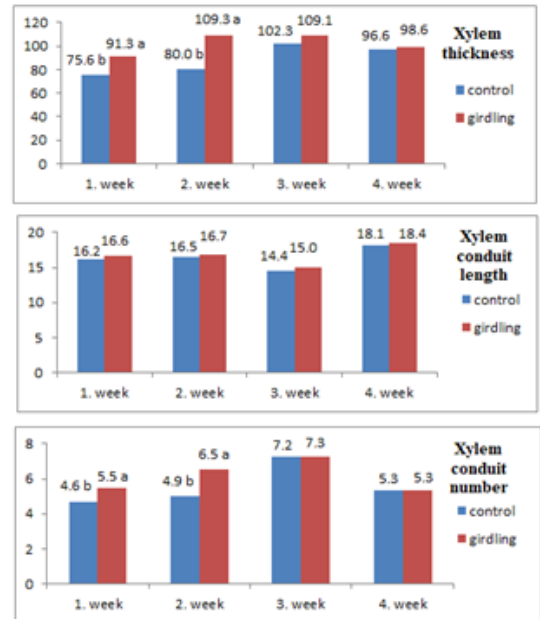 Xylem
thickness
120
100
80
60
40
20
0
75.6 b 91.3 a 80.0 b 109.3 a 102.3 109.1 96.6 98.6
control
girdling
1. week 2. week 3. week 4. week
Xylem
conduit
length
20
15
10
5
0
16.2 16.6 16.5 16.7 14.4 15.0 18.1 18.4
control
girdling
1. week 2. week 3. week 4. week
Xylem
conduit
number
8
6
4
2
0
4.6 b 5.5 a 4.9 b 6.5 a 7.2 7.3 5.3 5.3
control
girdling
1. week 2. week 3. week 4. week